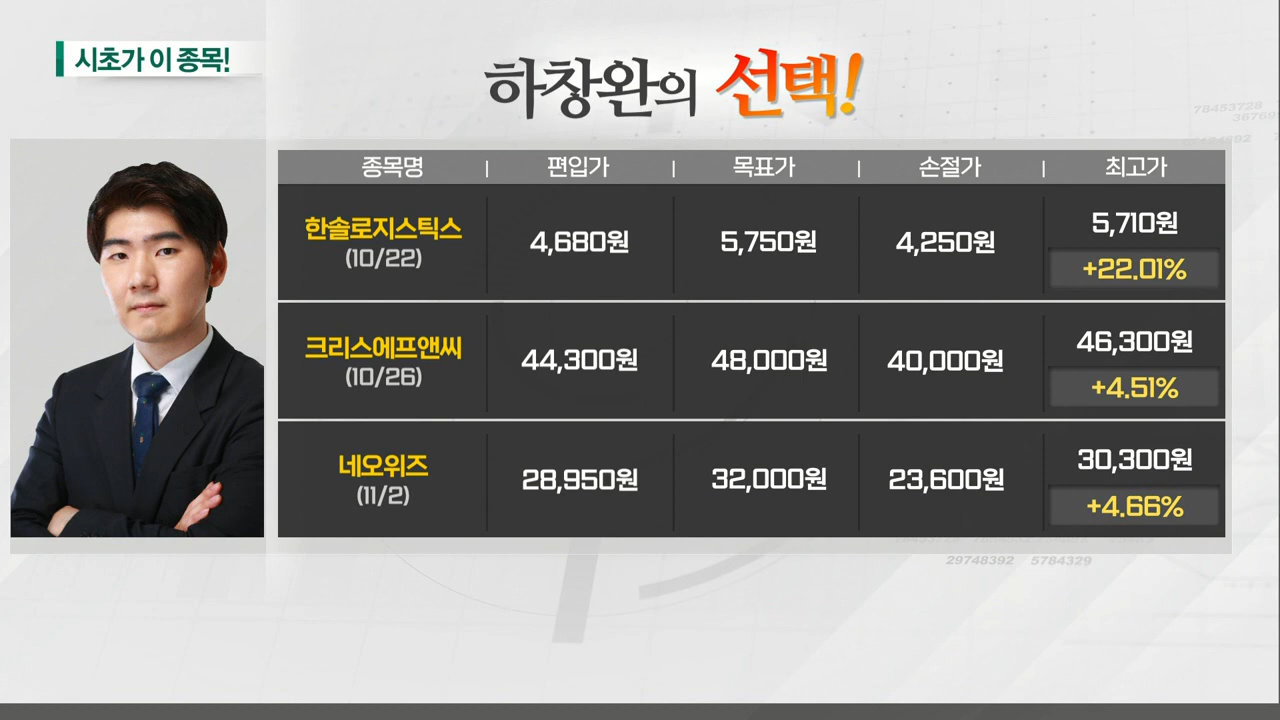 시초가 이 종목!
하창완의 선택!
종목명 | 편입가 | 목표가 | 손절가 | 최고가
한솔로지스틱스
(10/22)
4,680원
5,750원
4,250원
5,710원
+22.01%
크리스에프앤씨
(10/26)
44,300원
48,000원
40,000원
46,300원
+4.51%
네오위즈
(11/2)
28,950원
32,000원
23,600원
30,300원
+4.66%
78453728
29748392 5784329